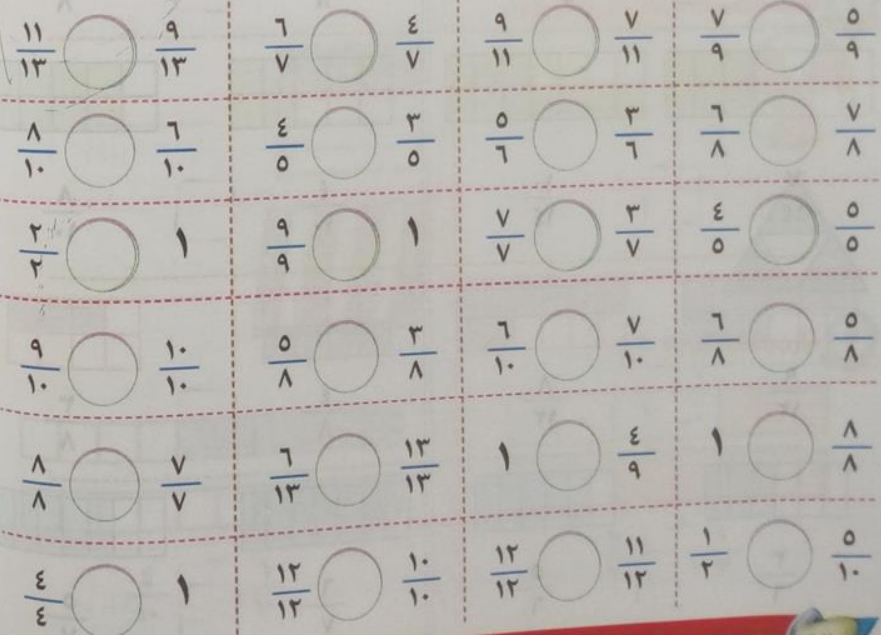 ٥/٩ ○ ٧/٩ ٧/١١ ○ ٩/١١ ٤/٧ ○ ٦/٧ ٩/١٣ ○ ١١/١٣
٧/٨ ○ ٦/٨ ٣/٦ ○ ٥/٦ ٣/٥ ○ ٤/٥ ٦/١٠ ○ ٨/١٠
٥/٥ ○ ٤/٥ ٣/٧ ○ ٧/٧ ١ ○ ٩/٩ ١ ○ ٢/٢
٥/٨ ○ ٦/٨ ٧/١٠ ○ ٦/١٠ ٣/٨ ○ ٥/٨ ١٠/١٠ ○ ٩/١٠
٨/٨ ○ ١ ٤/٩ ○ ١ ١٣/١٣ ○ ٦/١٣ ٧/٧ ○ ٨/٨
٥/١٠ ○ ١/٢ ١١/١٢ ○ ١٢/١٢ ١٠/١٠ ○ ١٢/١٢ ١ ○ ٤/٤